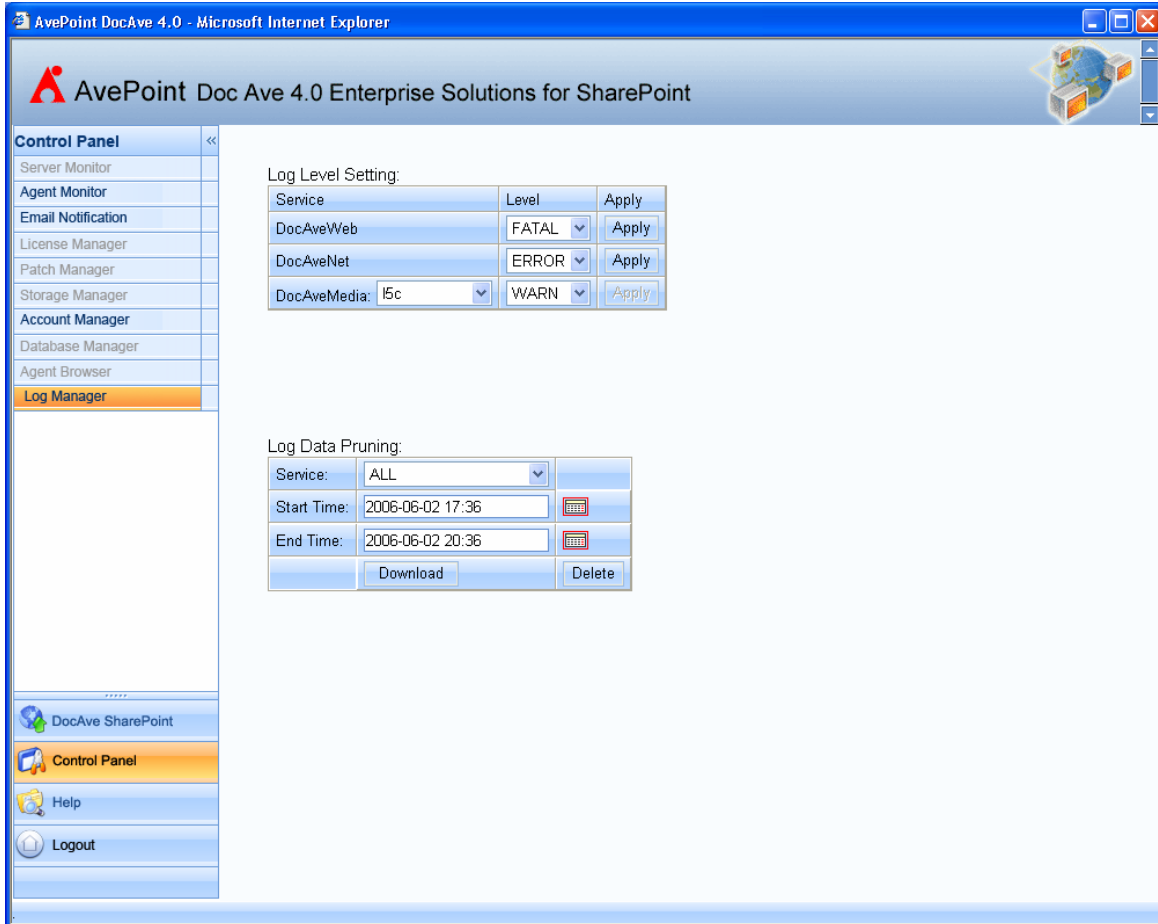 AvePoint DocAve 4.0 - Microsoft Internet Explorer
AvePoint Doc Ave 4.0 Enterprise Solutions for SharePoint
Control Panel «
Server Monitor
Agent Monitor
Email Notification
License Manager
Patch Manager
Storage Manager
Account Manager
Database Manager
Agent Browser
Log Manager
Log Level Setting:
Service Level Apply
DocAveWeb FATAL Apply
DocAveNet ERROR Apply
DocAveMedia: l5c WARN Apply
Log Data Pruning:
Service: ALL
Start Time: 2006-06-02 17:36
End Time: 2006-06-02 20:36
Download Delete
DocAve SharePoint
Control Panel
Help
Logout